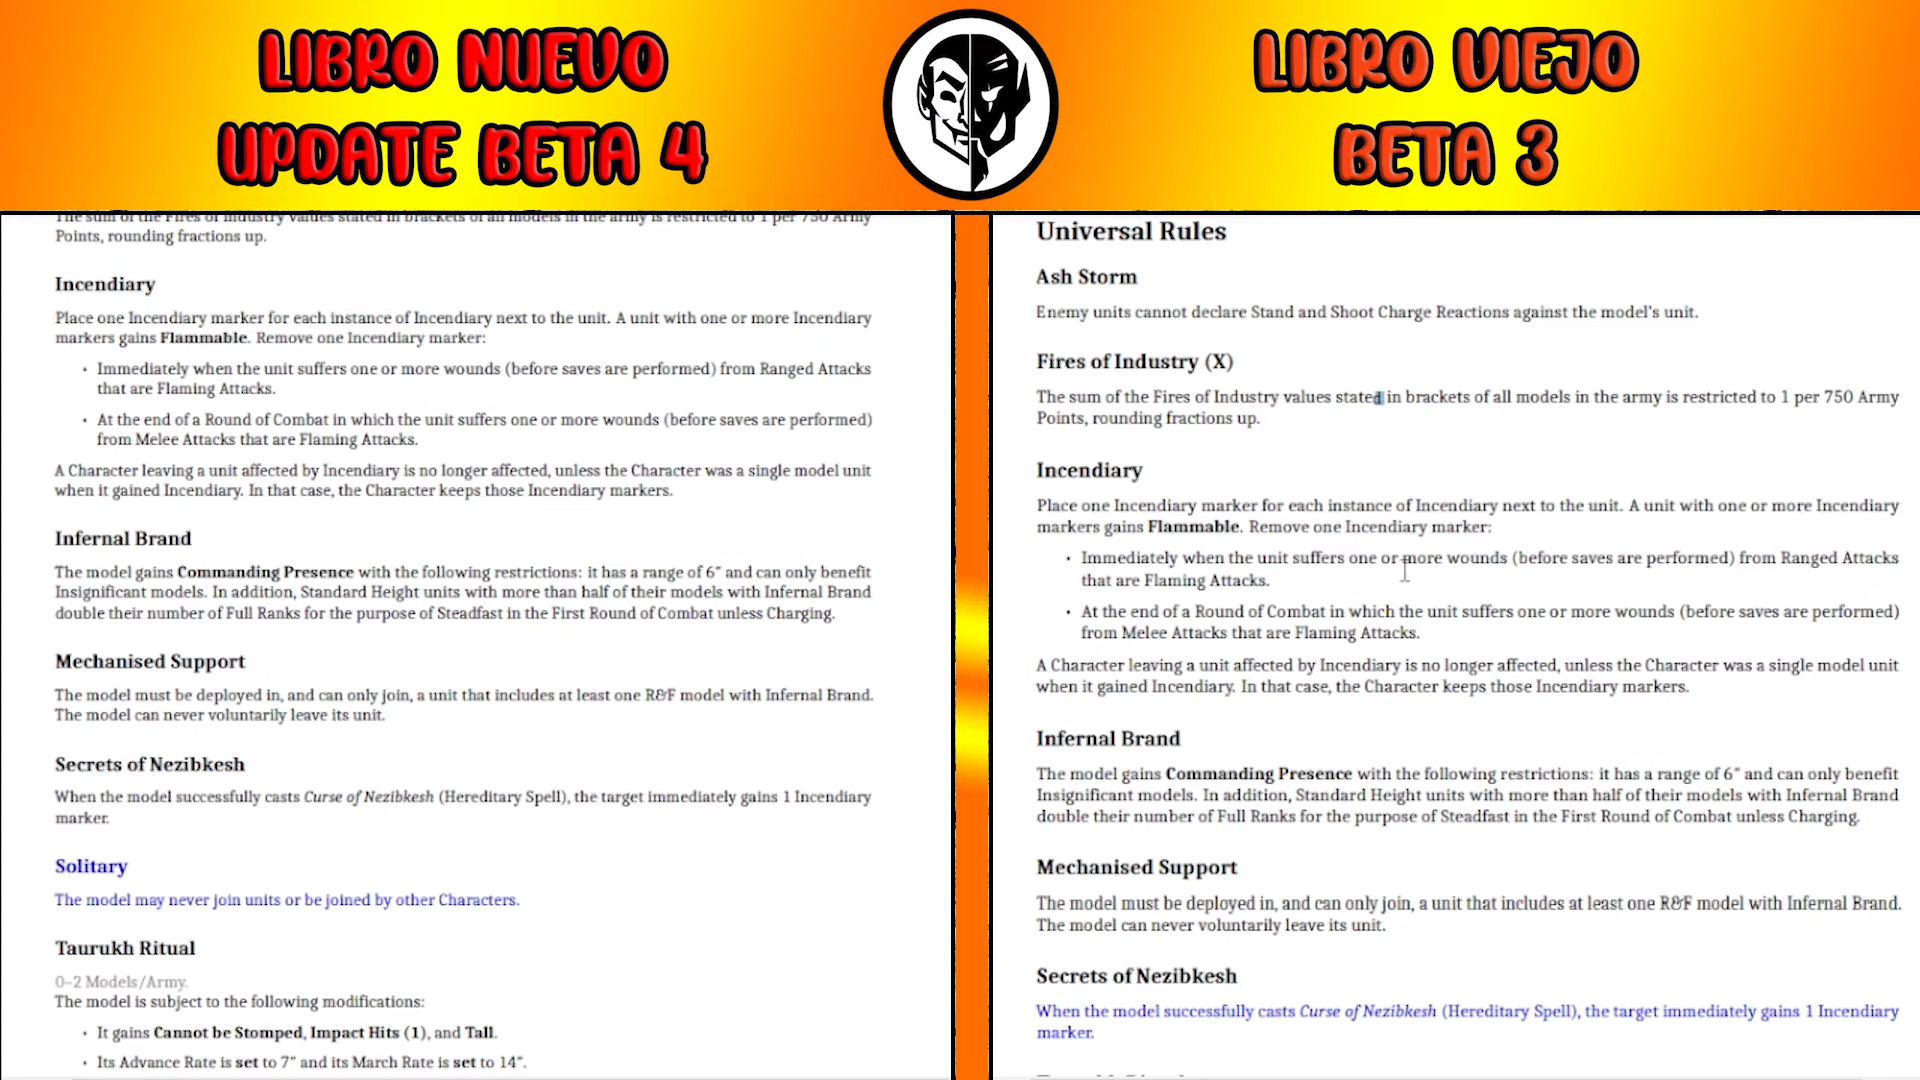 LIBRO NUEVO
UPDATE BETA 4
LIBRO VIEJO
BETA 3
The sum of the Fires of Industry values stated in brackets of all models in the army is restricted to 1 per 750 Army
Points, rounding fractions up.
Incendiary
Place one Incendiary marker for each instance of Incendiary next to the unit. A unit with one or more Incendiary
markers gains Flammable. Remove one Incendiary marker:
• Immediately when the unit suffers one or more wounds (before saves are performed) from Ranged Attacks
that are Flaming Attacks.
• At the end of a Round of Combat in which the unit suffers one or more wounds (before saves are performed)
from Melee Attacks that are Flaming Attacks.
A Character leaving a unit affected by Incendiary is no longer affected, unless the Character was a single model unit
when it gained Incendiary. In that case, the Character keeps those Incendiary markers.
Infernal Brand
The model gains Commanding Presence with the following restrictions: it has a range of 6″ and can only benefit
Insignificant models. In addition, Standard Height units with more than half of their models with Infernal Brand
double their number of Full Ranks for the purpose of Steadfast in the First Round of Combat unless Charging.
Mechanised Support
The model must be deployed in, and can only join, a unit that includes at least one R&F model with Infernal Brand.
The model can never voluntarily leave its unit.
Secrets of Nezibkesh
When the model successfully casts Curse of Nezibkesh (Hereditary Spell), the target immediately gains 1 Incendiary
marker.
Solitary
The model may never join units or be joined by other Characters.
Taurukh Ritual
0–2 Models/Army.
The model is subject to the following modifications:
• It gains Cannot be Stomped, Impact Hits (1), and Tall.
• Its Advance Rate is set to 7″ and its March Rate is set to 14″.
Universal Rules
Ash Storm
Enemy units cannot declare Stand and Shoot Charge Reactions against the model's unit.
Fires of Industry (X)
The sum of the Fires of Industry values stated in brackets of all models in the army is restricted to 1 per 750 Army
Points, rounding fractions up.
Incendiary
Place one Incendiary marker for each instance of Incendiary next to the unit. A unit with one or more Incendiary
markers gains Flammable. Remove one Incendiary marker:
• Immediately when the unit suffers one or more wounds (before saves are performed) from Ranged Attacks
that are Flaming Attacks.
• At the end of a Round of Combat in which the unit suffers one or more wounds (before saves are performed)
from Melee Attacks that are Flaming Attacks.
A Character leaving a unit affected by Incendiary is no longer affected, unless the Character was a single model unit
when it gained Incendiary. In that case, the Character keeps those Incendiary markers.
Infernal Brand
The model gains Commanding Presence with the following restrictions: it has a range of 6″ and can only benefit
Insignificant models. In addition, Standard Height units with more than half of their models with Infernal Brand
double their number of Full Ranks for the purpose of Steadfast in the First Round of Combat unless Charging.
Mechanised Support
The model must be deployed in, and can only join, a unit that includes at least one R&F model with Infernal Brand.
The model can never voluntarily leave its unit.
Secrets of Nezibkesh
When the model successfully casts Curse of Nezibkesh (Hereditary Spell), the target immediately gains 1 Incendiary
marker.